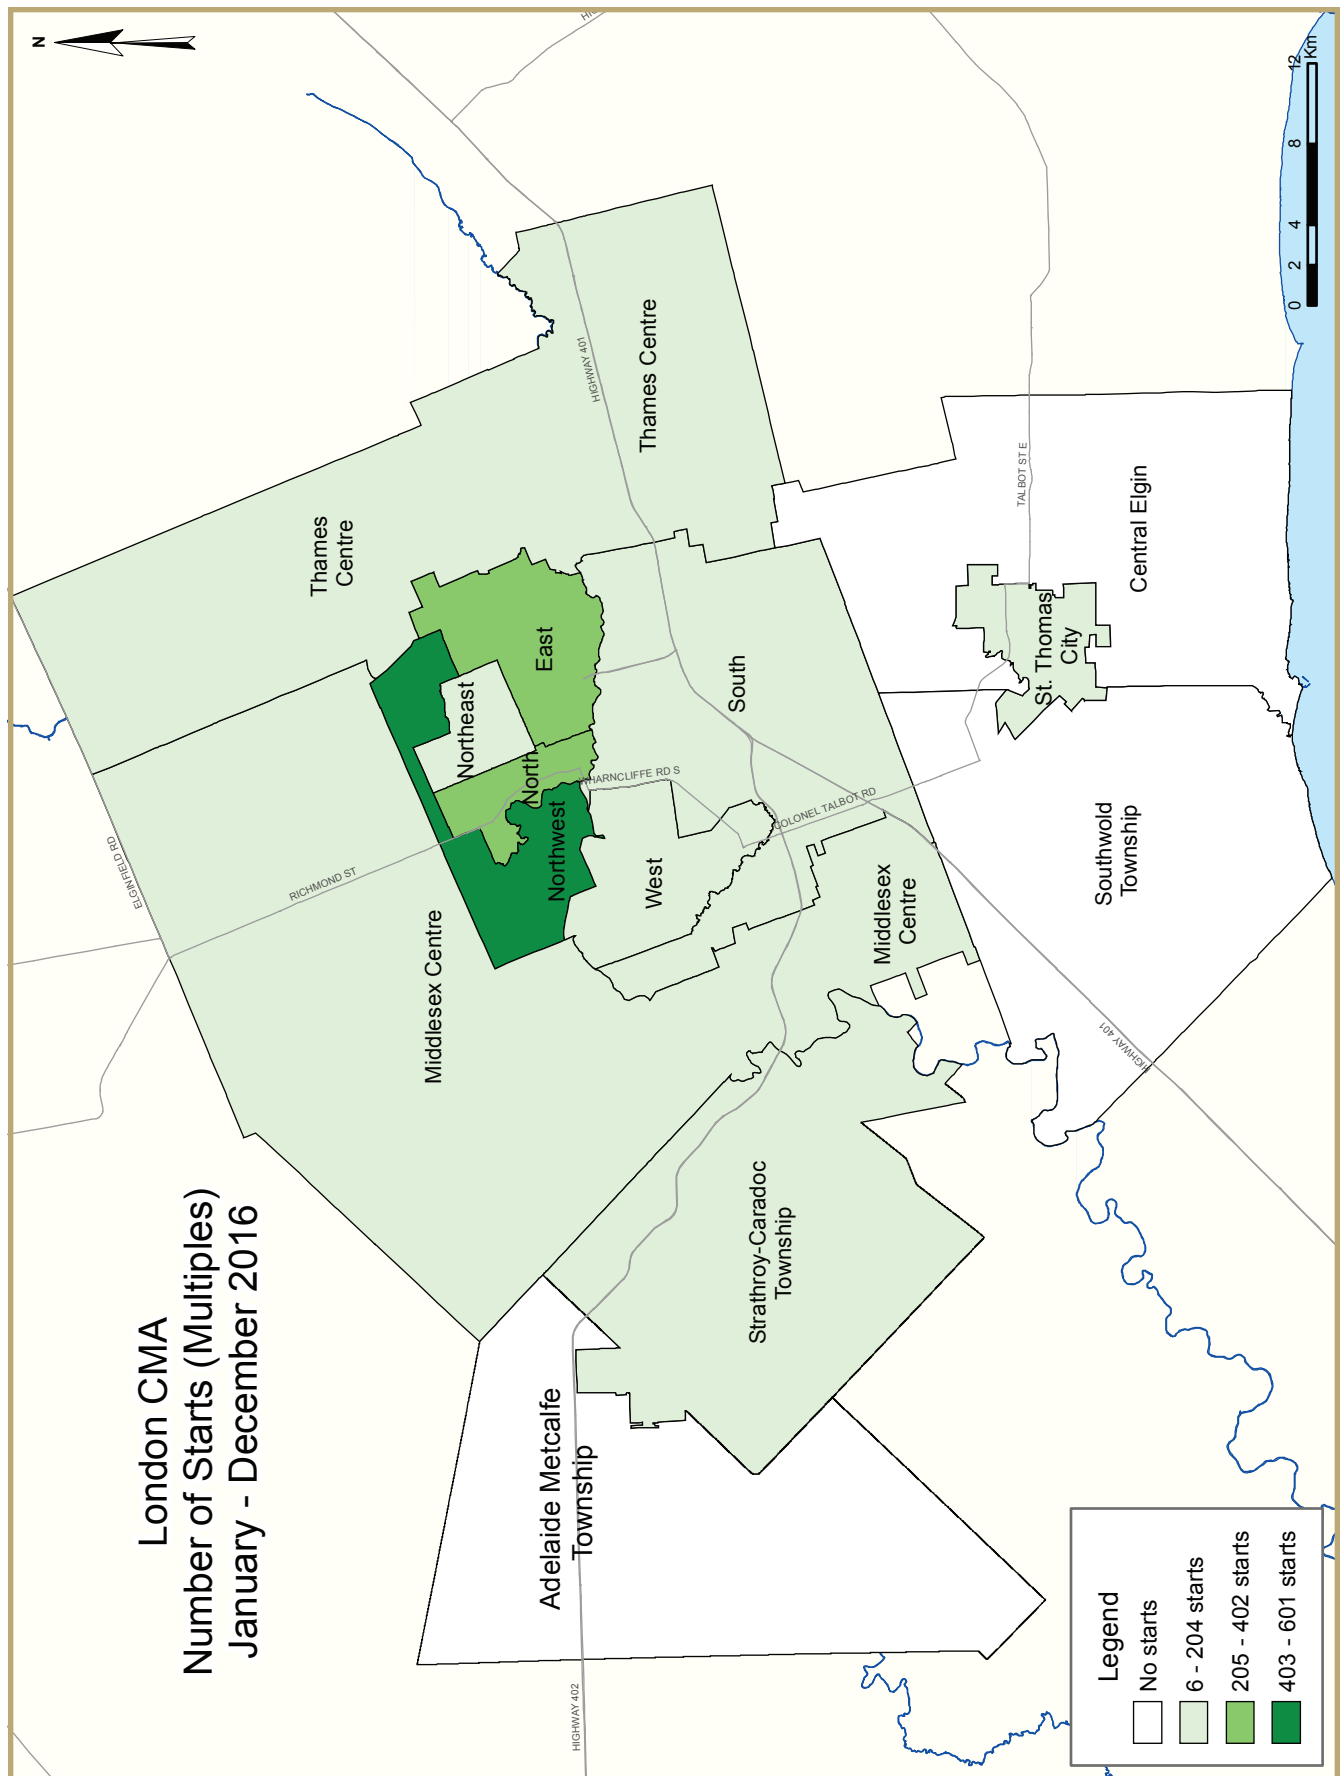 London CMA
Number of Starts (Multiples)
January - December 2016
N
ELGINFIELD RD
RICHMOND ST
Thames
Centre
Middlesex Centre
Northeast
East
North
Northwest
HIGHWAY 401
Thames Centre
WHARNCLIFFE RD S
West
South
COLONEL TALBOT RD
Adelaide Metcalfe
Township
HIGHWAY 402
Strathroy-Caradoc
Township
Middlesex
Centre
TALBOT ST E
St. Thomas
City
Central Elgin
Southwold
Township
HIGHWAY 401
Legend
No starts
6 - 204 starts
205 - 402 starts
403 - 601 starts
0 2 4 8 12
Km